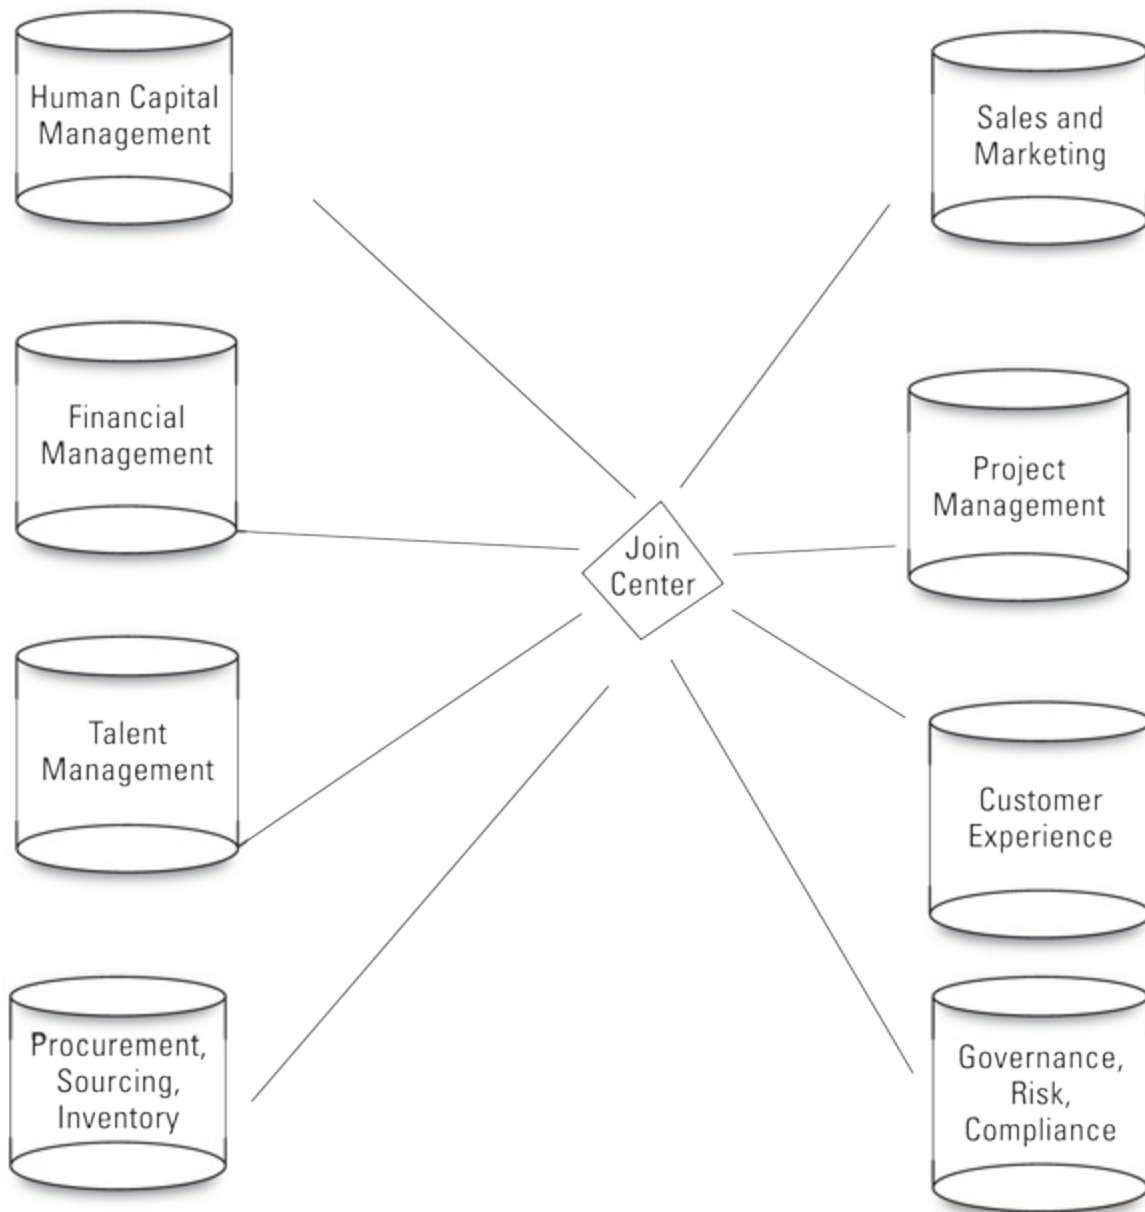 Human Capital
Management
Sales and
Marketing
Financial
Management
Project
Management
Join
Center
Talent
Management
Customer
Experience
Procurement,
Sourcing,
Inventory
Governance,
Risk,
Compliance